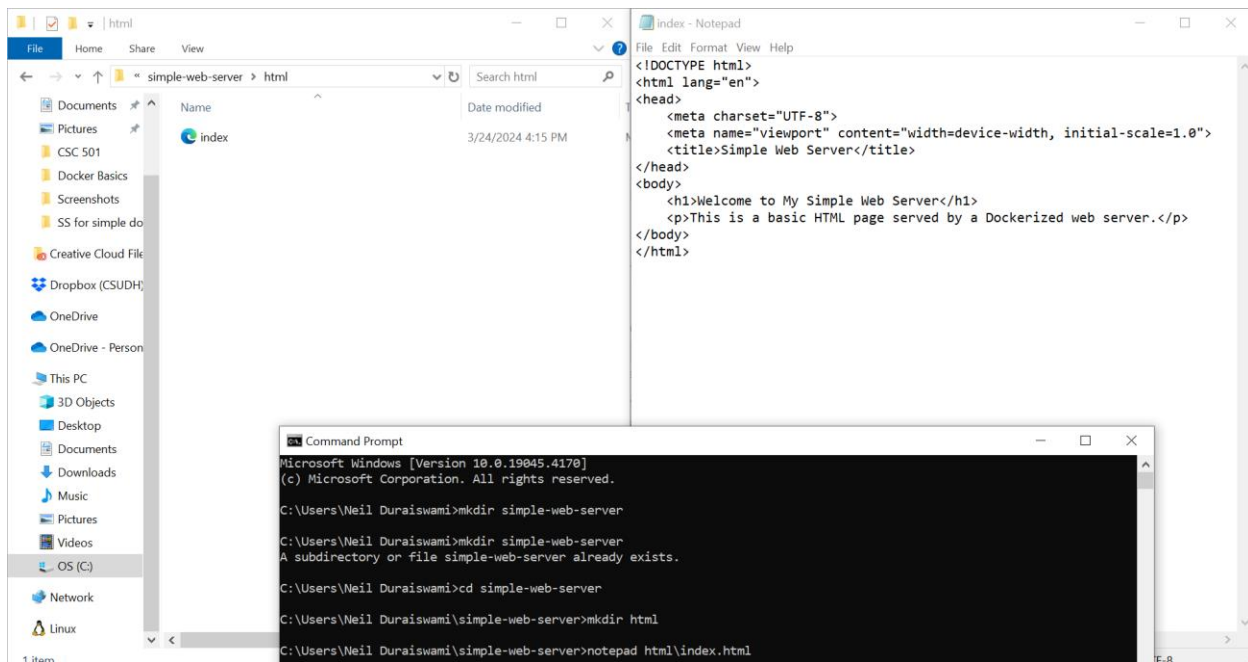 html
File Home Share View
simple-web-server > html
Search html
Documents
Pictures
CSC 501
Docker Basics
Screenshots
SS for simple do
Creative Cloud File
Dropbox (CSUDH)
OneDrive
OneDrive - Person
This PC
3D Objects
Desktop
Documents
Downloads
Music
Pictures
Videos
OS (C:)
Network
Linux
1 item
Name Date modified
index 3/24/2024 4:15 PM
index - Notepad
File Edit Format View Help
<!DOCTYPE html>
<html lang="en">
<head>
    <meta charset="UTF-8">
    <meta name="viewport" content="width=device-width, initial-scale=1.0">
    <title>Simple Web Server</title>
</head>
<body>
    <h1>Welcome to My Simple Web Server</h1>
    <p>This is a basic HTML page served by a Dockerized web server.</p>
</body>
</html>
Command Prompt
Microsoft Windows [Version 10.0.19045.4170]
(c) Microsoft Corporation. All rights reserved.
C:\Users\Neil Duraiswami>mkdir simple-web-server
C:\Users\Neil Duraiswami>mkdir simple-web-server
A subdirectory or file simple-web-server already exists.
C:\Users\Neil Duraiswami>cd simple-web-server
C:\Users\Neil Duraiswami\simple-web-server>mkdir html
C:\Users\Neil Duraiswami\simple-web-server>notepad html\index.html